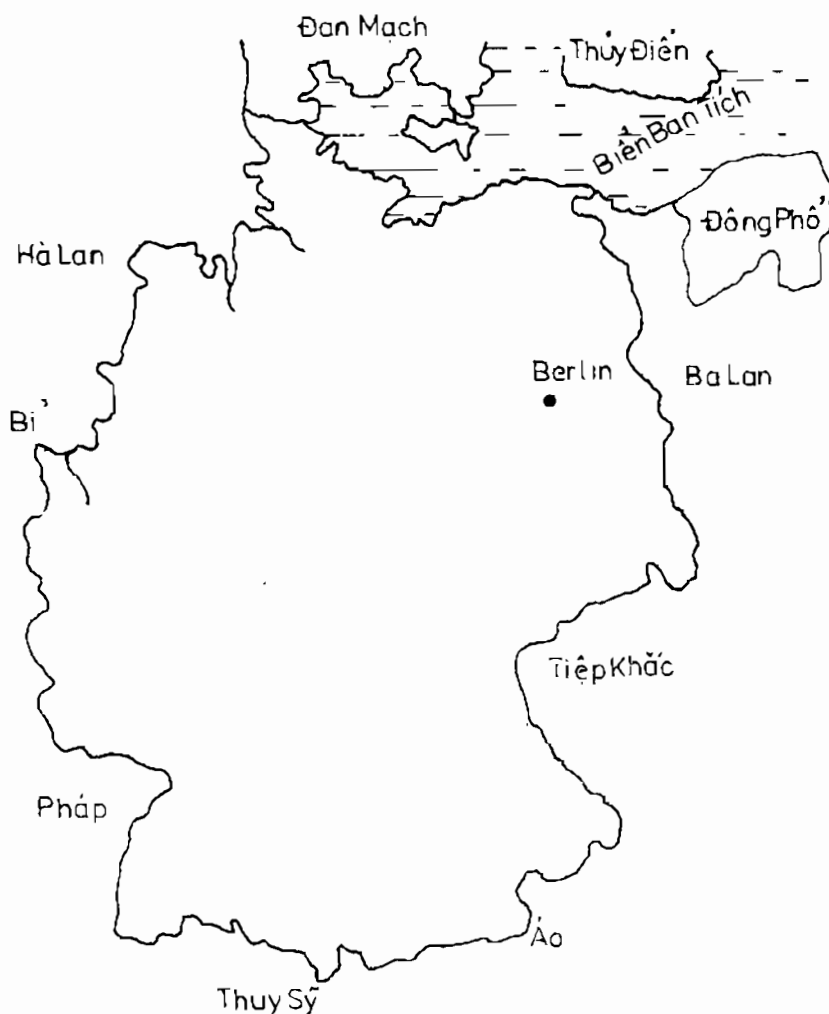 Đan Mạch
Thủy Điển
Biển Ban Tích
Đông Phổ
Hà Lan
Berlin
Ba Lan
Bỉ
Tiệp Khắc
Pháp
Áo
Thuỵ Sỹ